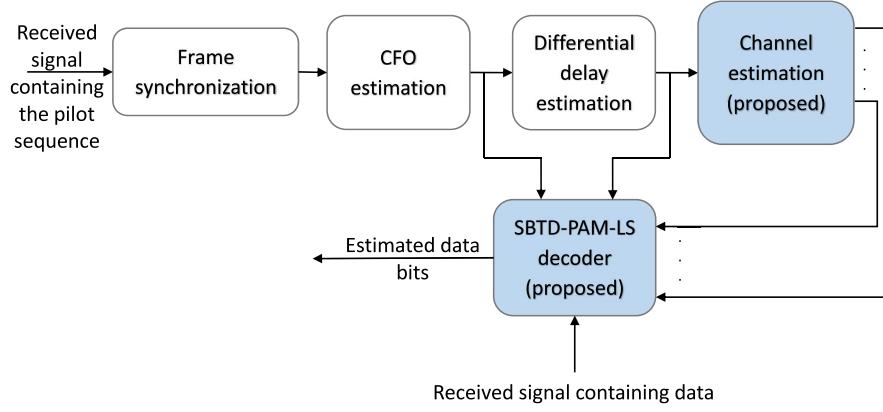 Received
signal
containing
the pilot
sequence
Frame
synchronization
CFO
estimation
Differential
delay
estimation
Channel
estimation
(proposed)
SBTD-PAM-LS
decoder
(proposed)
Estimated data
bits
Received signal containing data